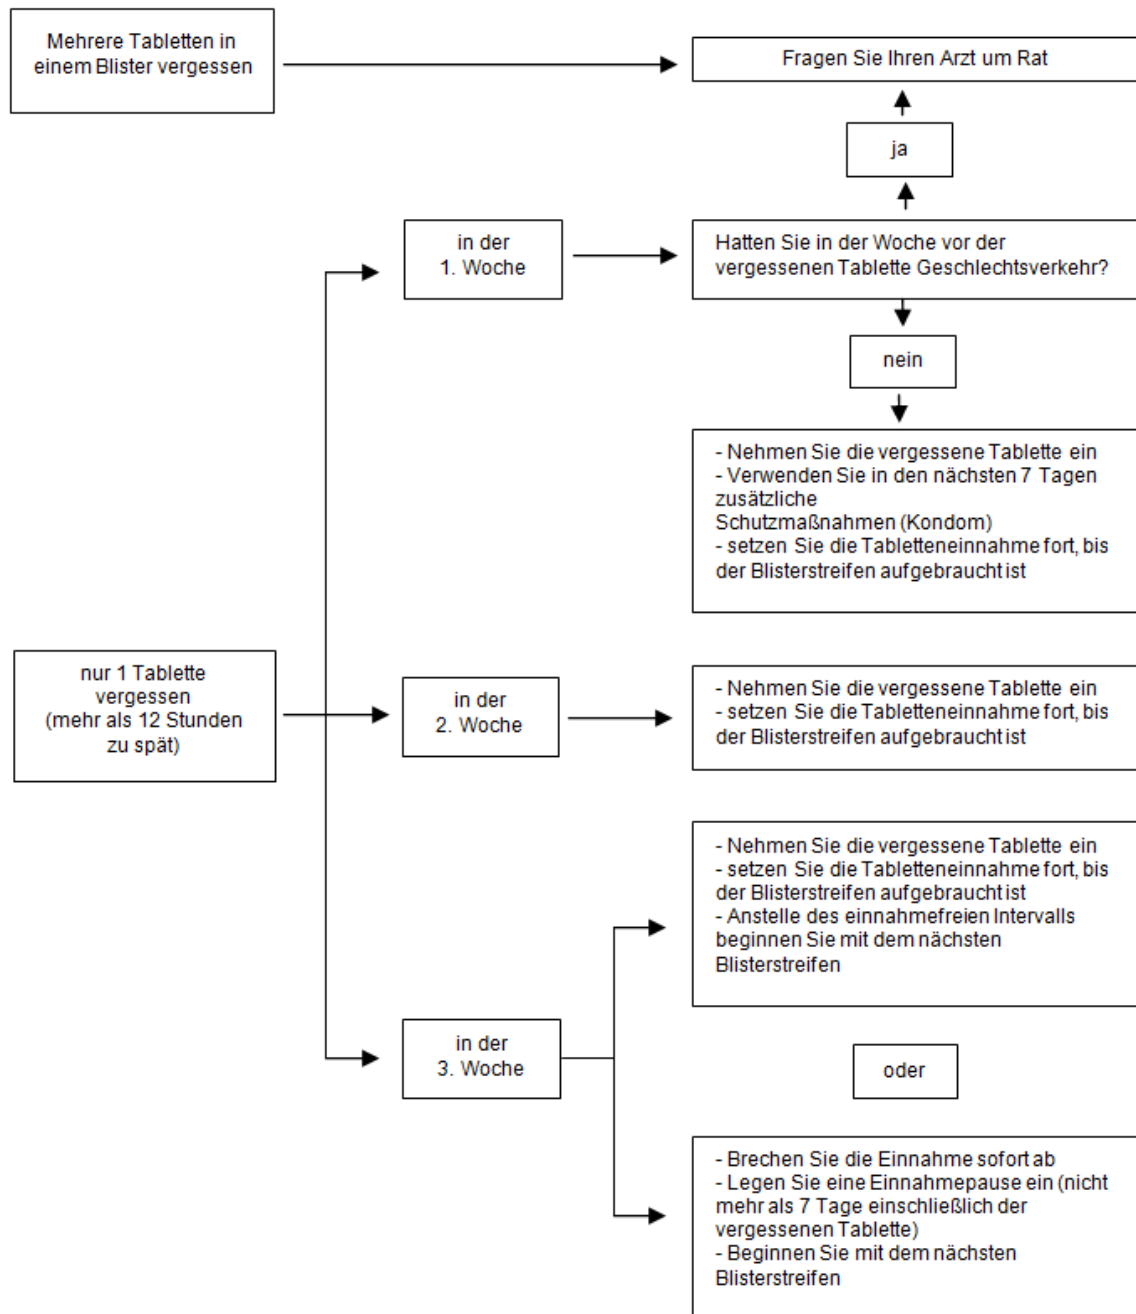 Mehrere Tabletten in
einem Blister vergessen
Fragen Sie Ihren Arzt um Rat
ja
in der
1. Woche
Hatten Sie in der Woche vor der
vergessenen Tablette Geschlechtsverkehr?
nein
- Nehmen Sie die vergessene Tablette ein
- Verwenden Sie in den nächsten 7 Tagen
zusätzliche
Schutzmaßnahmen (Kondom)
- setzen Sie die Tabletteneinnahme fort, bis
der Blisterstreifen aufgebraucht ist
nur 1 Tablette
vergessen
(mehr als 12 Stunden
zu spät)
in der
2. Woche
- Nehmen Sie die vergessene Tablette ein
- setzen Sie die Tabletteneinnahme fort, bis
der Blisterstreifen aufgebraucht ist
in der
3. Woche
- Nehmen Sie die vergessene Tablette ein
- setzen Sie die Tabletteneinnahme fort, bis
der Blisterstreifen aufgebraucht ist
- Anstelle des einnahmefreien Intervalls
beginnen Sie mit dem nächsten
Blisterstreifen
oder
- Brechen Sie die Einnahme sofort ab
- Legen Sie eine Einnahmepause ein (nicht
mehr als 7 Tage einschließlich der
vergessenen Tablette)
- Beginnen Sie mit dem nächsten
Blisterstreifen